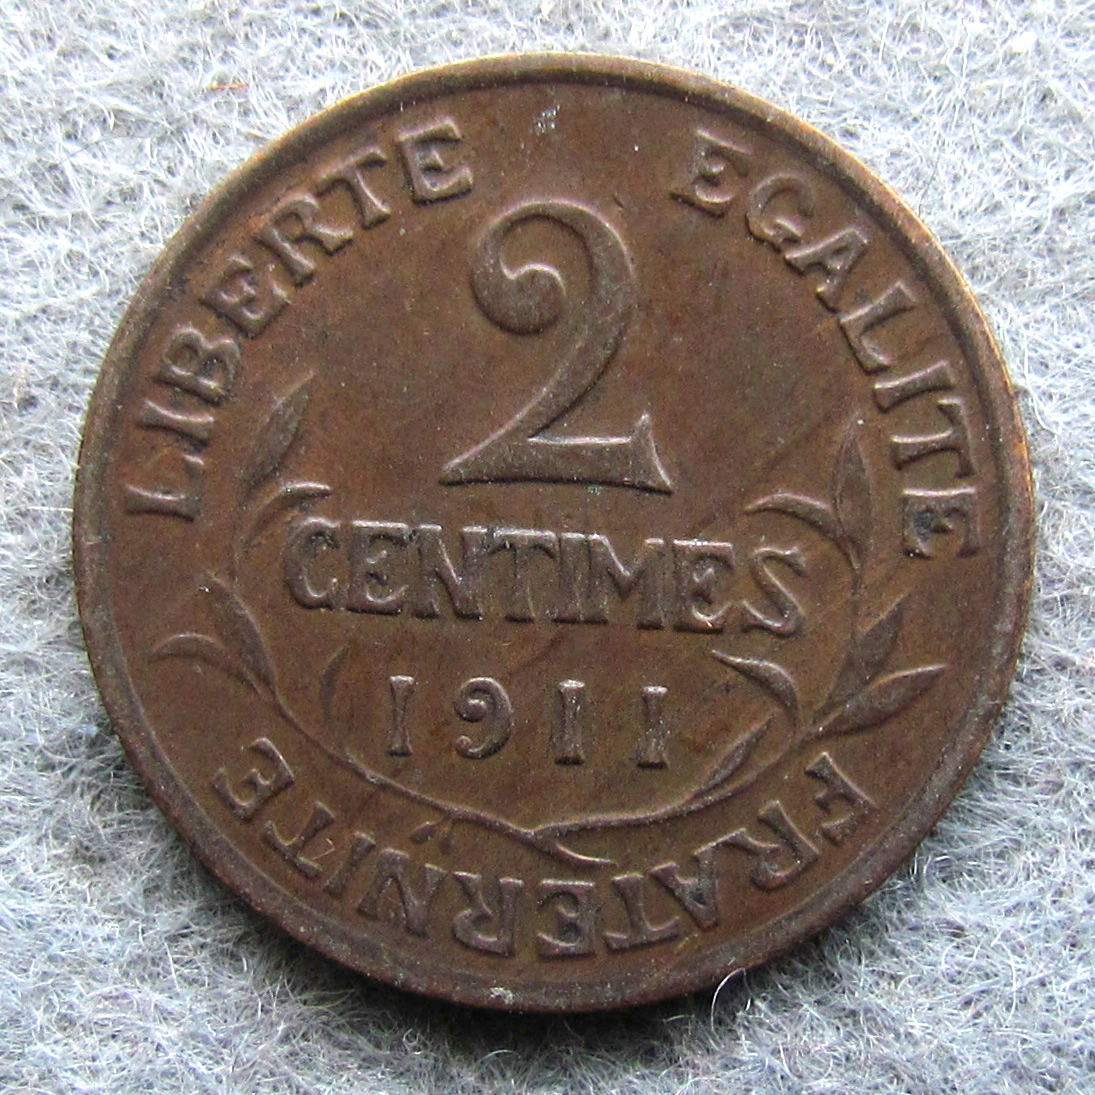 LIBERTE EGALITE
2
CENTIMES
1911
FRATERNITE